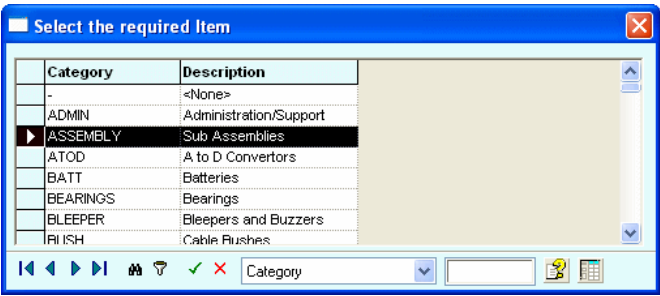 Select the required Item
Category Description
- <None>
ADMIN Administration/Support
ASSEMBLY Sub Assemblies
ATOD A to D Convertors
BATT Batteries
BEARINGS Bearings
BLEEPER Bleepers and Buzzers
BUSH Cable Bushes
Category